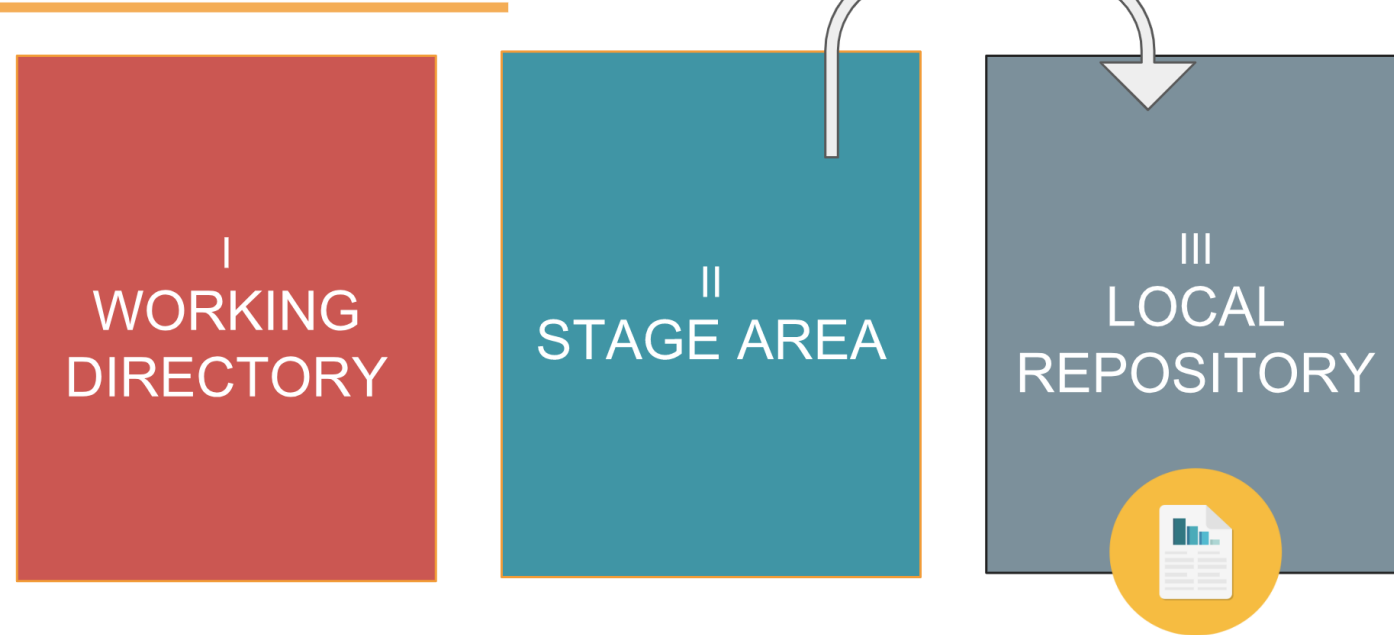 I
WORKING
DIRECTORY
II
STAGE AREA
III
LOCAL
REPOSITORY